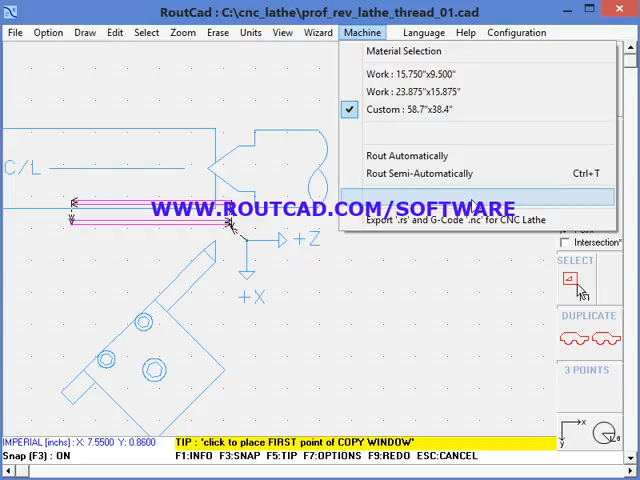 RoutCad : C:\cnc_lathe\prof_rev_lathe_thread_01.cad
File Option Draw Edit Select Zoom Erase Units View Wizard Machine Language Help Configuration
Material Selection
Work : 15.750"x9.500"
Work : 23.875"x15.875"
Custom : 58.7"x38.4"
Rout Automatically
Rout Semi-Automatically Ctrl+T
C/L
WWW.ROUTCAD.COM/SOFTWARE
Export '.rs' and G-Code '.nc' for CNC Lathe
+Z
Intersection*
SELECT
+X
DUPLICATE
3 POINTS
x
y
IMPERIAL (inchs) : X: 7.5500 Y: 0.8600 TIP : 'click to place FIRST point of COPY WINDOW'
Snap (F3) : ON F1:INFO F3:SNAP F5:TIP F7:OPTIONS F9:REDO ESC:CANCEL